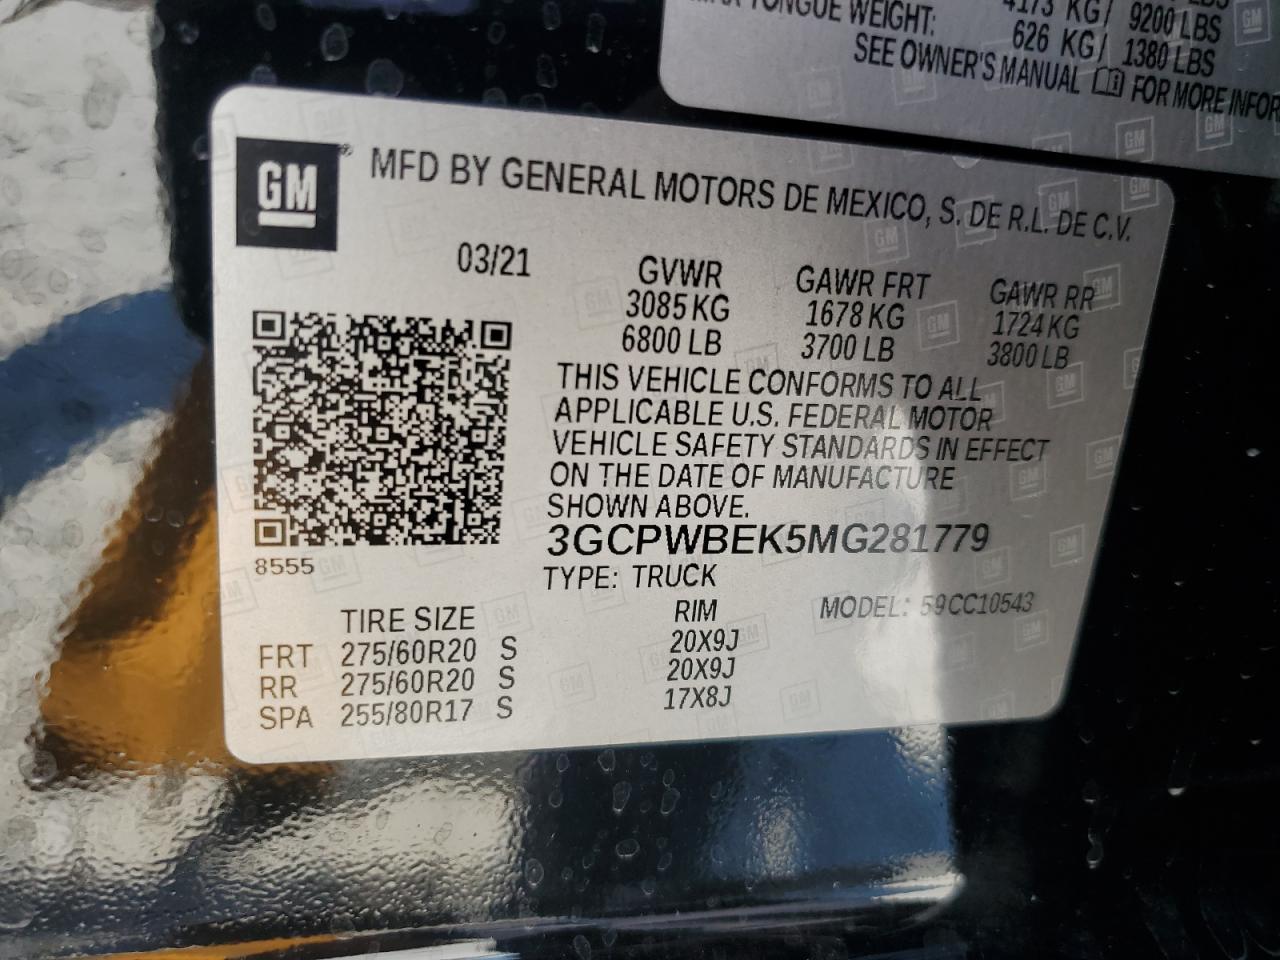 TONGUE WEIGHT:
4173 KG/ 9200 LBS
626 KG/ 1380 LBS
SEE OWNER'S MANUAL FOR MORE INFOR
GM
MFD BY GENERAL MOTORS DE MEXICO, S. DE R.L. DE C.V.
03/21 GVWR GAWR FRT GAWR RR
3085 KG 1678 KG 1724 KG
6800 LB 3700 LB 3800 LB
THIS VEHICLE CONFORMS TO ALL
APPLICABLE U.S. FEDERAL MOTOR
VEHICLE SAFETY STANDARDS IN EFFECT
ON THE DATE OF MANUFACTURE
SHOWN ABOVE.
3GCPWBEK5MG281779
8555
TYPE: TRUCK
MODEL: 59CC10543
TIRE SIZE RIM
FRT 275/60R20 S 20X9J
RR 275/60R20 S 20X9J
SPA 255/80R17 S 17X8J